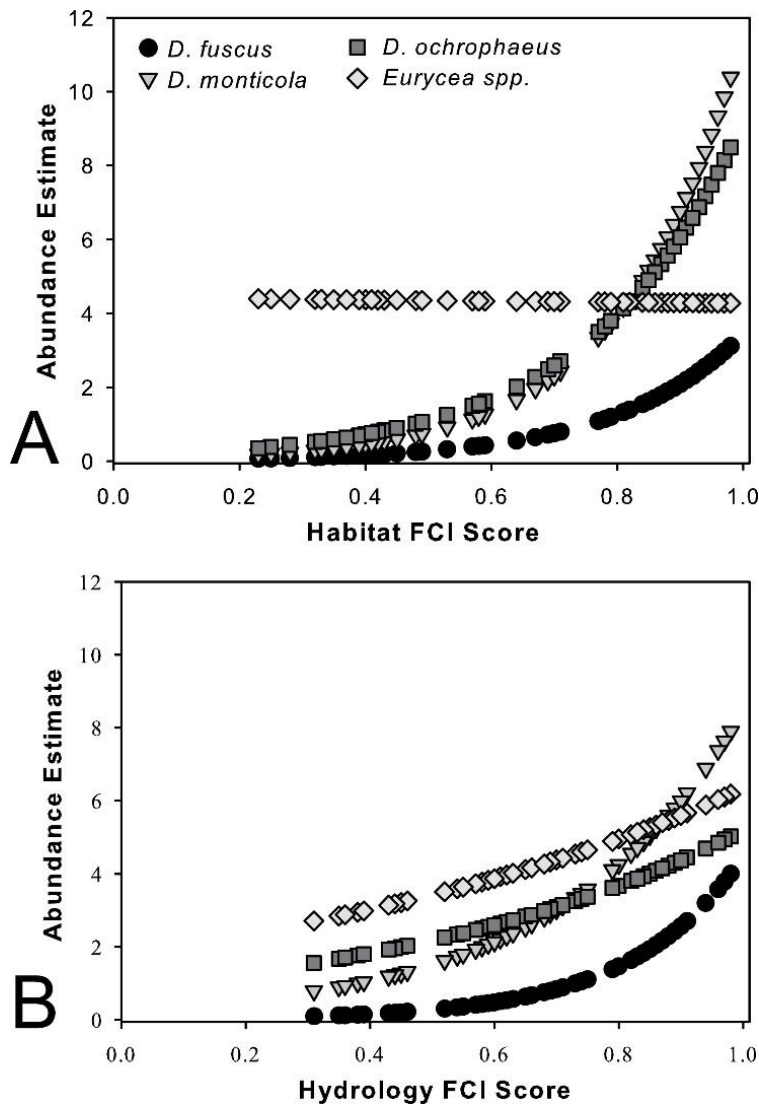 12
10
8
6
4
2
0
Abundance Estimate
D. fuscus
D. ochrophaeus
D. monticola
Eurycea spp.
A
0.0
0.2
0.4
0.6
0.8
1.0
Habitat FCI Score
12
10
8
6
4
2
0
Abundance Estimate
B
0.0
0.2
0.4
0.6
0.8
1.0
Hydrology FCI Score